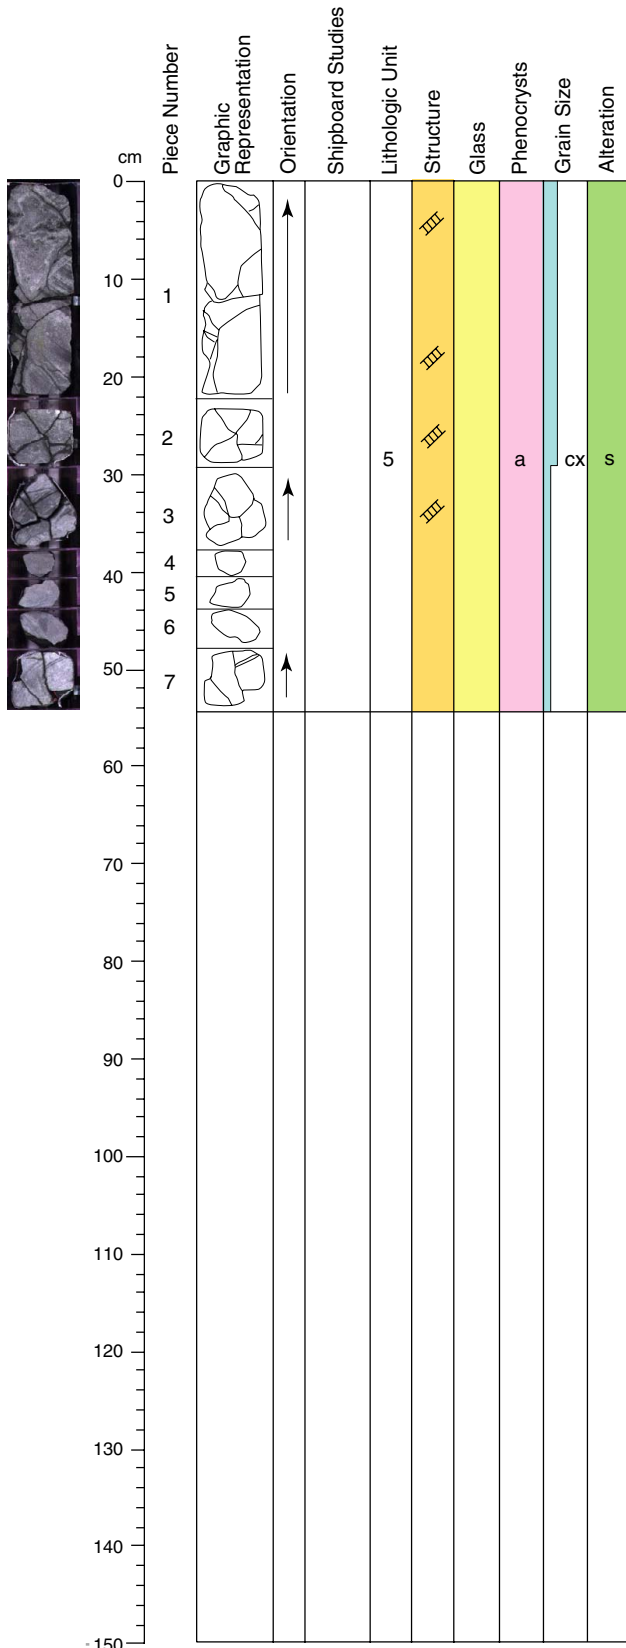 cm
Piece Number
Graphic
Representation
Orientation
Shipboard Studies
Lithologic Unit
Structure
Glass
Phenocrysts
Grain Size
Alteration
0
10
1
20
2
5
a
cx
s
30
3
4
40
5
6
50
7
60
70
80
90
100
110
120
130
140
150